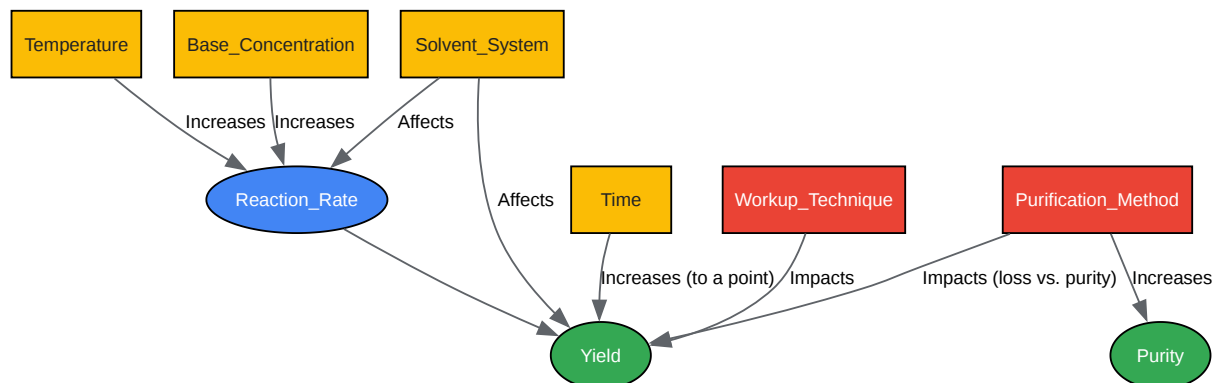 Temperature
Base_Concentration
Solvent_System
Increases
Increases
Affects
Reaction_Rate
Affects
Time
Workup_Technique
Purification_Method
Increases (to a point)
Impacts
Impacts (loss vs. purity)
Increases
Yield
Purity